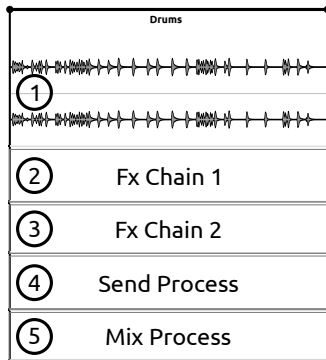 Drums
1
2 Fx Chain 1
3 Fx Chain 2
4 Send Process
5 Mix Process